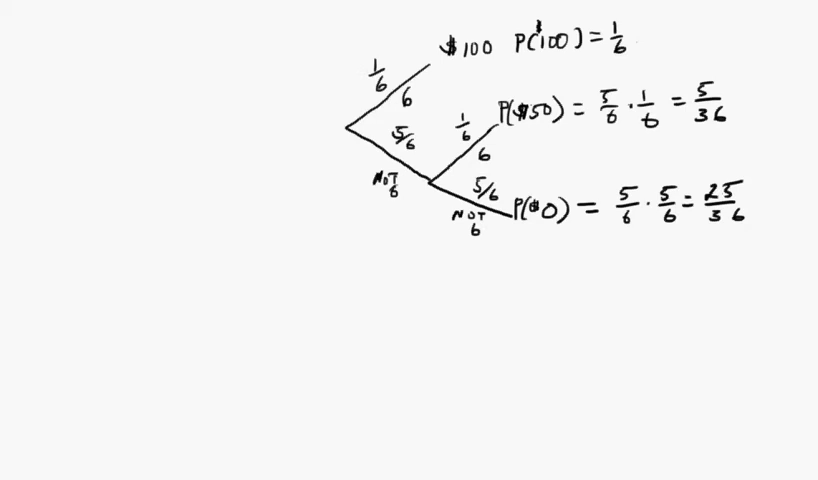 $100 P($100) = 1/6
1/6
6
5/6
1/6
P($50) = 5/6 · 1/6 = 5/36
6
NOT
6
5/6
P($0) = 5/6 · 5/6 = 25/36
NOT
6